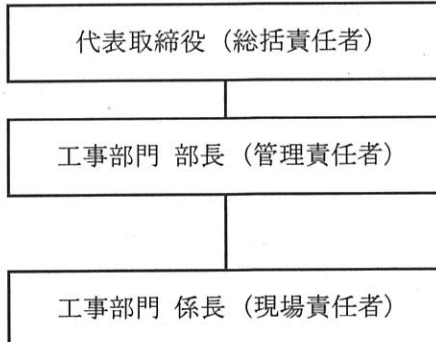 代表取締役（総括責任者）
工事部門 部長（管理責任者）
工事部門 係長（現場責任者）